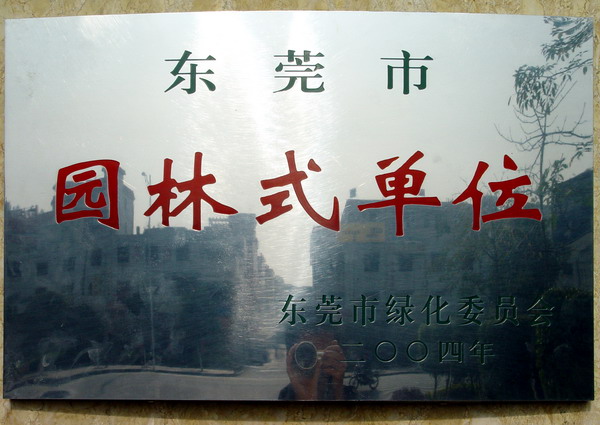 东莞市
园林式单位
东莞市绿化委员会
二〇〇四年